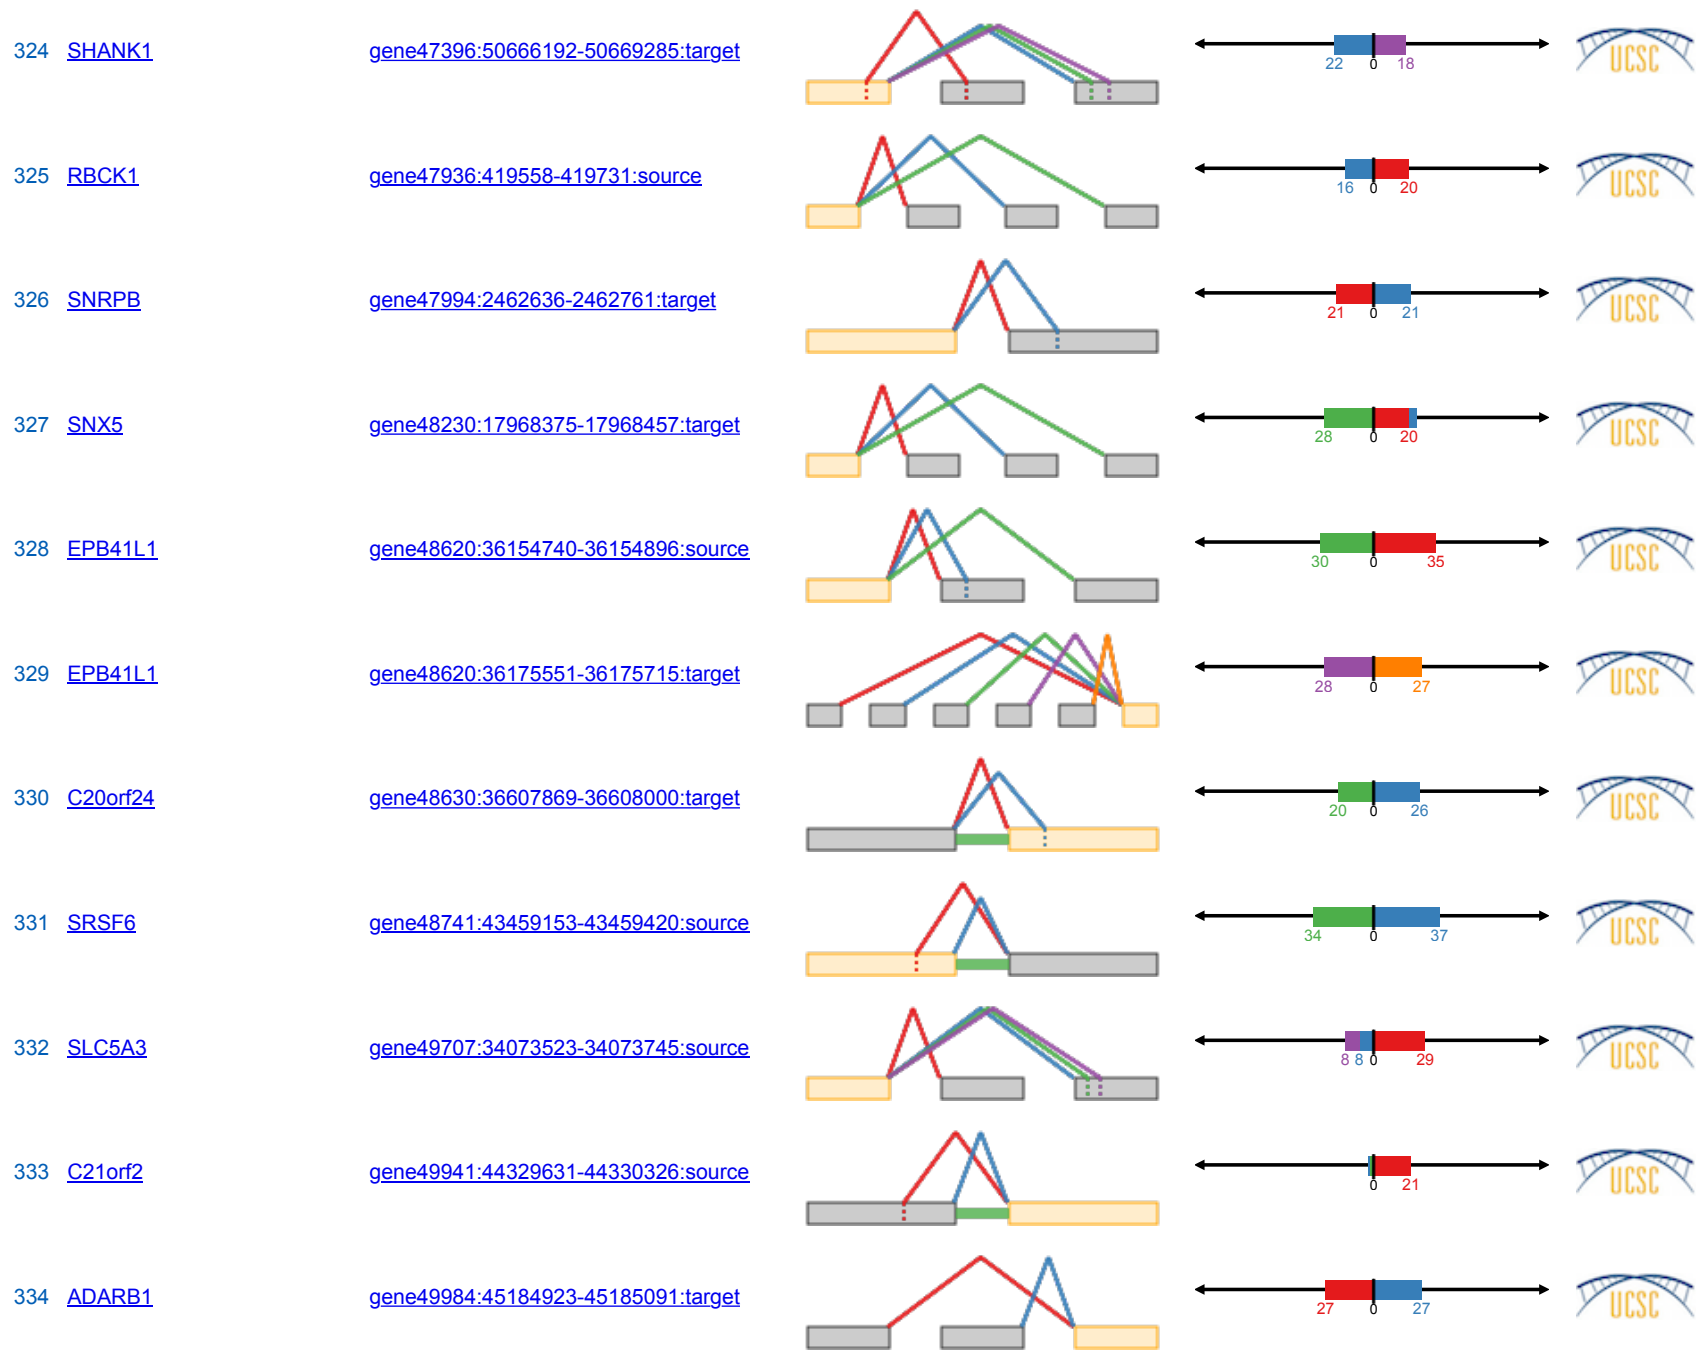 324 SHANK1 gene47396:50666192-50669285:target 22 0 18 UCSC
325 RBCK1 gene47936:419558-419731:source 16 0 20 UCSC
326 SNRPB gene47994:2462636-2462761:target 21 0 21 UCSC
327 SNX5 gene48230:17968375-17968457:target 28 0 20 UCSC
328 EPB41L1 gene48620:36154740-36154896:source 30 0 35 UCSC
329 EPB41L1 gene48620:36175551-36175715:target 28 0 27 UCSC
330 C20orf24 gene48630:36607869-36608000:target 20 0 26 UCSC
331 SRSF6 gene48741:43459153-43459420:source 34 0 37 UCSC
332 SLC5A3 gene49707:34073523-34073745:source 8 8 0 29 UCSC
333 C21orf2 gene49941:44329631-44330326:source 0 21 UCSC
334 ADARB1 gene49984:45184923-45185091:target 27 0 27 UCSC